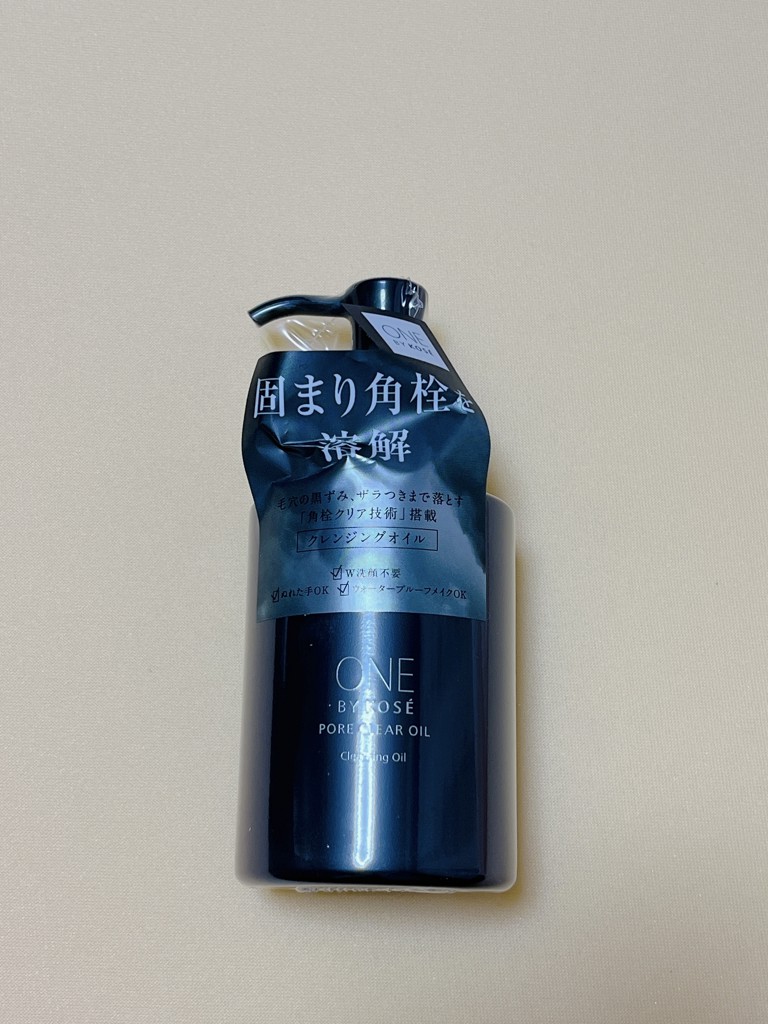 ONE
BY KOSÉ
固まり角栓を
溶解
毛穴の黒ずみ、ザラつきまで落とす
「角栓クリア技術」搭載
クレンジングオイル
W洗顔不要
ぬれた手OK ウォータープルーフメイクOK
ONE
・BY KOSÉ
PORE CLEAR OIL
Cleansing Oil